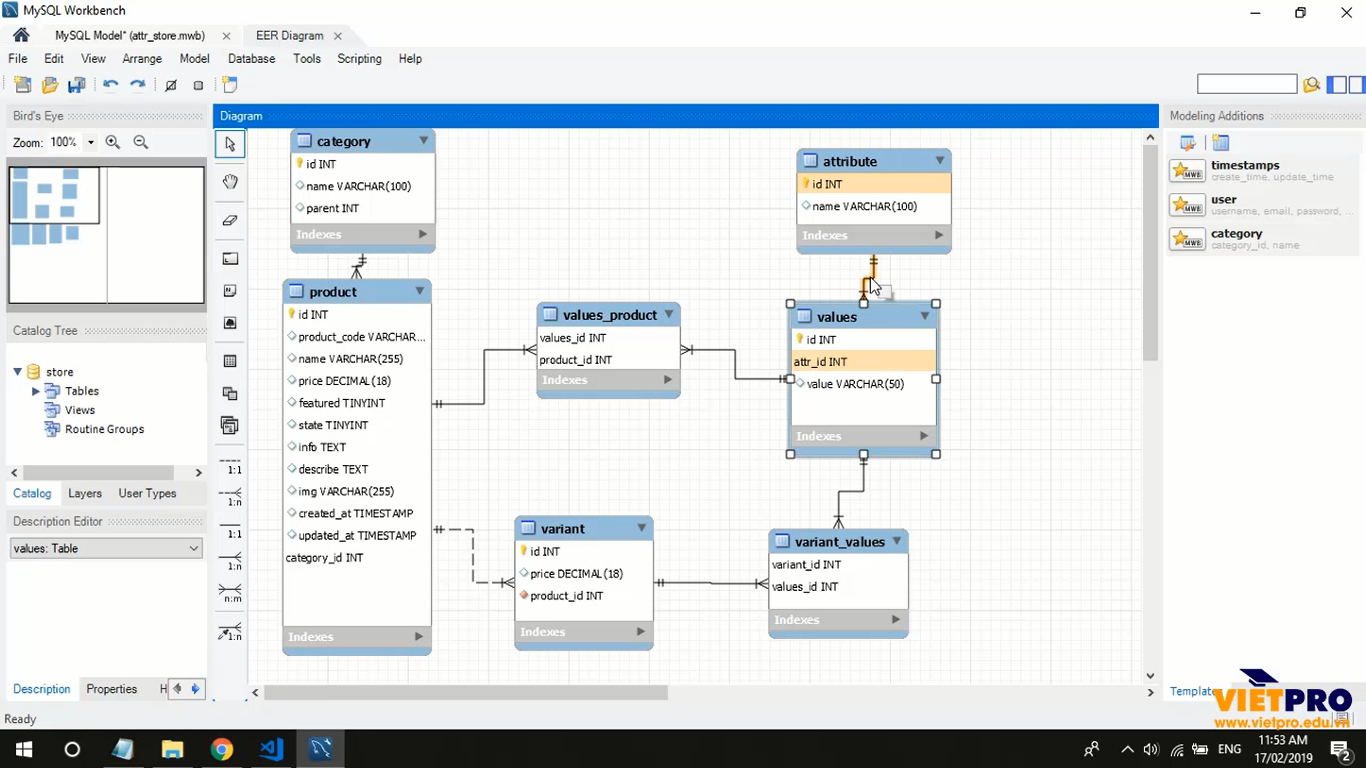 MySQL Workbench
MySQL Model* (attr_store.mwb)
EER Diagram
File Edit View Arrange Model Database Tools Scripting Help
Bird's Eye
Zoom: 100%
Catalog Tree
store
Tables
Views
Routine Groups
Catalog Layers User Types
Description Editor
values: Table
Description Properties H
Ready
Diagram
1:1
1:n
1:1
1:n
n:m
1:n
category
id INT
name VARCHAR(100)
parent INT
Indexes
product
id INT
product_code VARCHAR...
name VARCHAR(255)
price DECIMAL(18)
featured TINYINT
state TINYINT
info TEXT
describe TEXT
img VARCHAR(255)
created_at TIMESTAMP
updated_at TIMESTAMP
category_id INT
Indexes
values_product
values_id INT
product_id INT
Indexes
variant
id INT
price DECIMAL(18)
product_id INT
Indexes
attribute
id INT
name VARCHAR(100)
Indexes
values
id INT
attr_id INT
value VARCHAR(50)
Indexes
variant_values
variant_id INT
values_id INT
Indexes
Modeling Additions
timestamps
create_time, update_time
user
username, email, password, ...
category
category_id, name
MWB
MWB
MWB
Template
VIETPRO
www.vietpro.edu.vn
ENG
11:53 AM
17/02/2019
2